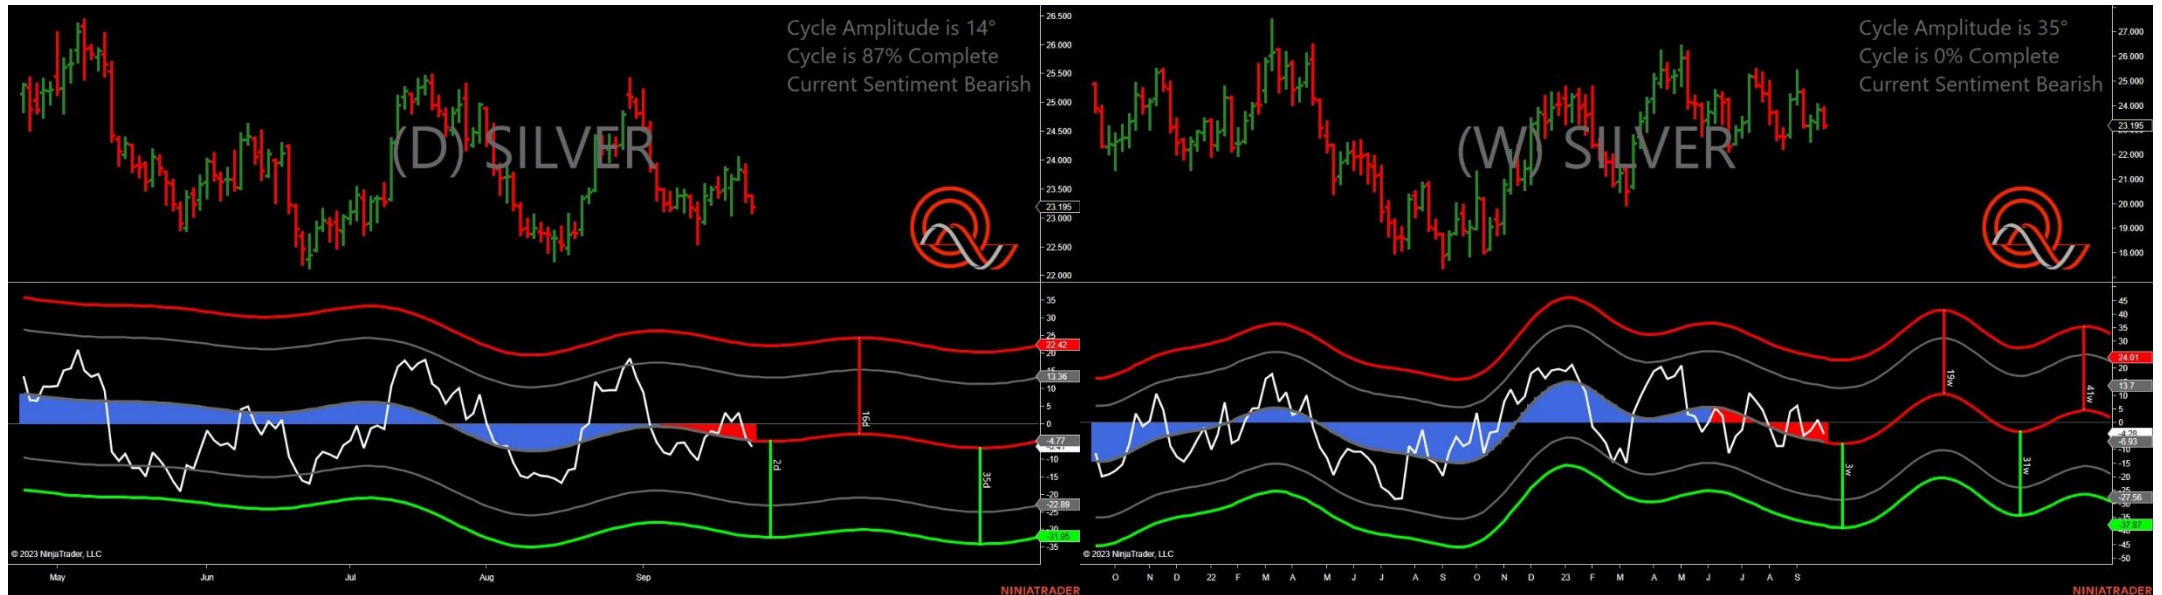 Cycle Amplitude is 14°
Cycle is 87% Complete
Current Sentiment Bearish
(D) SILVER
26.500
26.000
25.500
25.000
24.500
24.000
23.500
23.195
23.000
22.500
22.000
35
30
25
22.42
20
15
13.36
10
5
0
-4.77
-10
-15
-20
-22.89
-25
-30
-31.95
-35
16d
2d
35d
© 2023 NinjaTrader, LLC
May Jun Jul Aug Sep
NINJATRADER
Cycle Amplitude is 35°
Cycle is 0% Complete
Current Sentiment Bearish
(W) SILVER
27.000
26.000
25.000
24.000
23.195
22.000
21.000
20.000
19.000
18.000
45
40
35
30
24.01
20
13.7
10
5
0
-4.28
-6.93
-10
-15
-20
-27.56
-35
-37.87
-45
-50
19w
41w
3w
31w
© 2023 NinjaTrader, LLC
O N D 22 F M A M J J A S O N D 23 F M A M J J A S
NINJATRADER